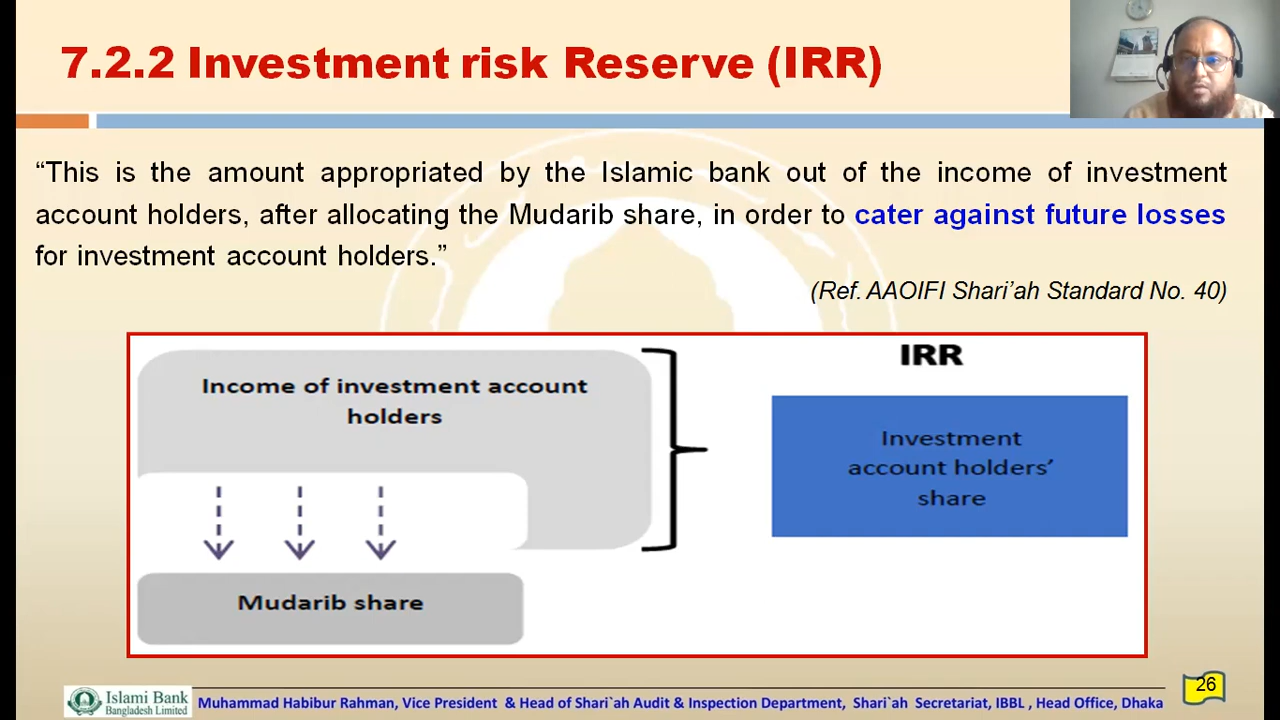 7.2.2 Investment risk Reserve (IRR)
“This is the amount appropriated by the Islamic bank out of the income of investment
account holders, after allocating the Mudarib share, in order to cater against future losses
for investment account holders.”
(Ref. AAOIFI Shari’ah Standard No. 40)
Income of investment account
holders
Mudarib share
IRR
Investment
account holders’
share
Islami Bank
Bangladesh Limited
Muhammad Habibur Rahman, Vice President & Head of Shari`ah Audit & Inspection Department, Shari`ah Secretariat, IBBL , Head Office, Dhaka
26